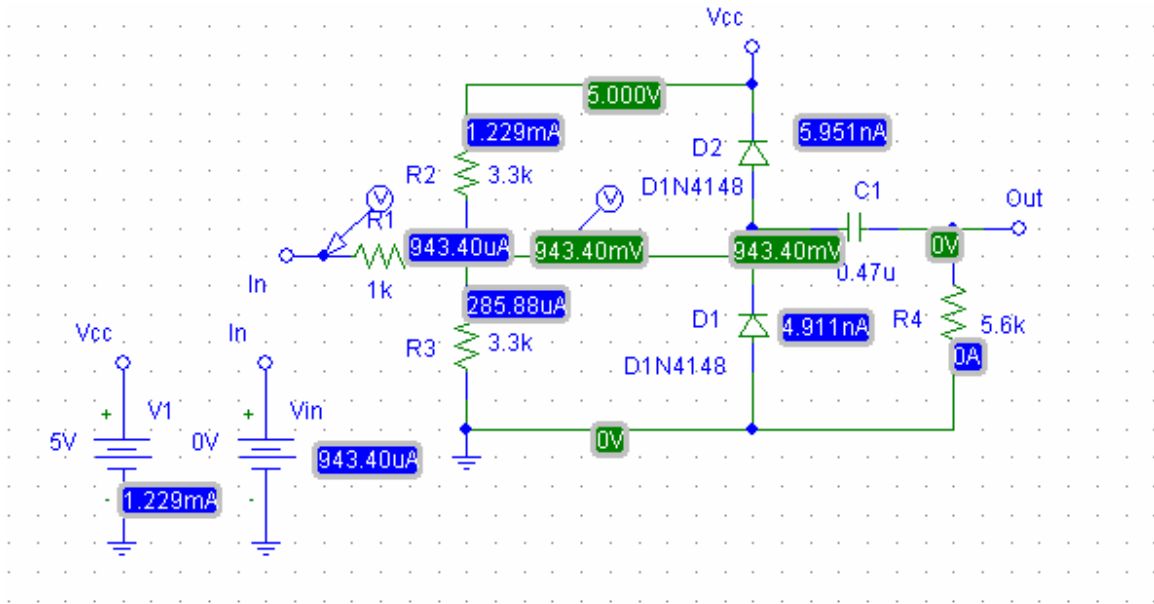 Vcc
5.000V
1.229mA
5.951nA
D2
R2
3.3k
D1N4148
C1
Out
R1
943.40uA
943.40mV
943.40mV
0V
In
1k
0.47u
285.88uA
D1
4.911nA
R4
5.6k
Vcc
In
R3
3.3k
D1N4148
0A
+
V1
+
Vin
5V
0V
0V
943.40uA
-
1.229mA
-